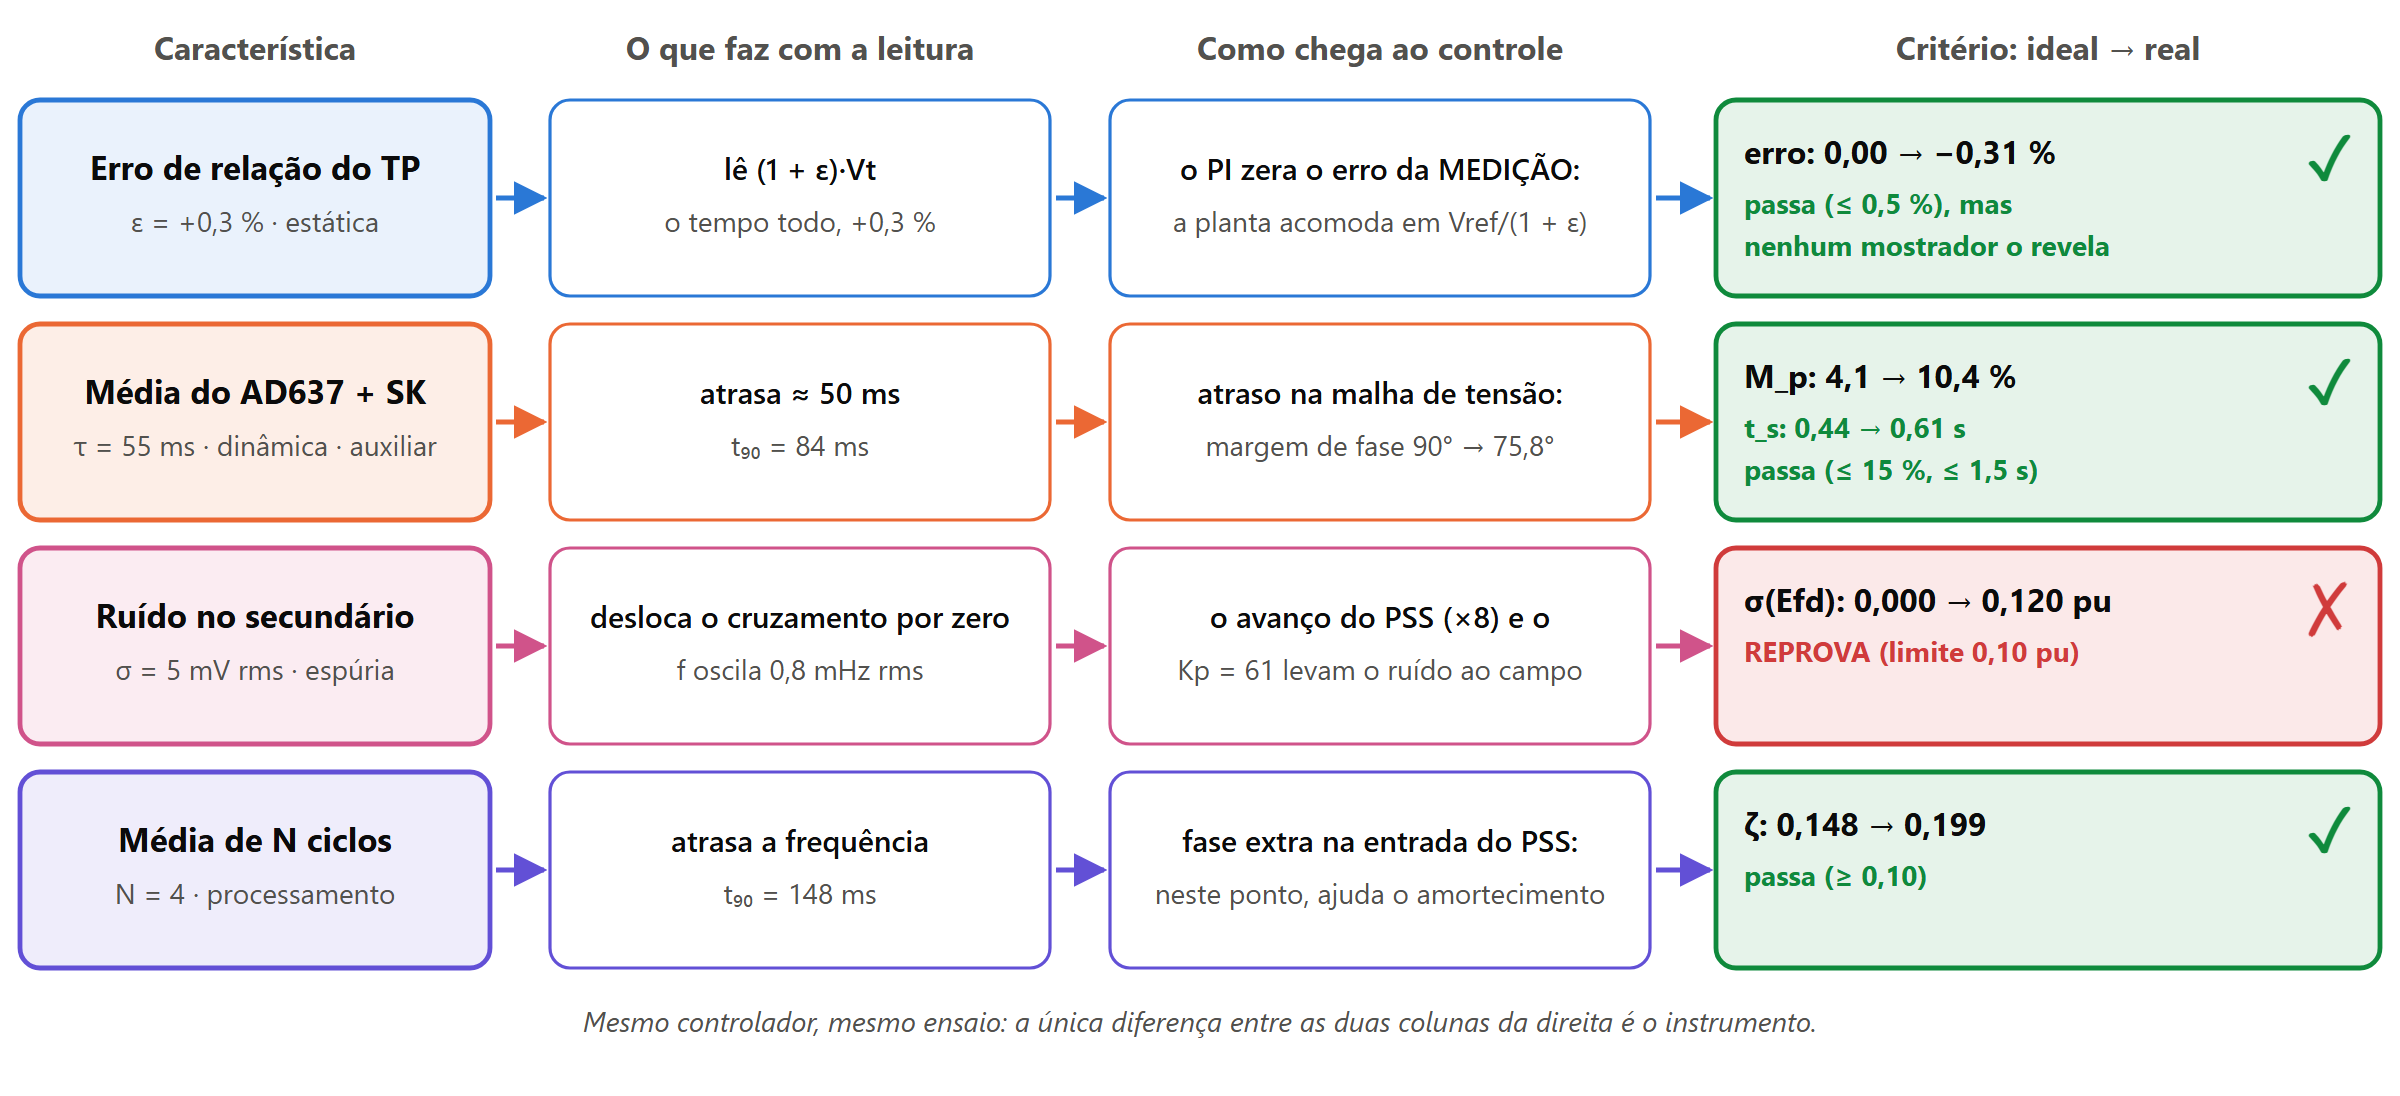 Característica
O que faz com a leitura
Como chega ao controle
Critério: ideal → real
Erro de relação do TP
ε = +0,3 % · estática
lê (1 + ε)·Vt
o tempo todo, +0,3 %
o PI zera o erro da MEDIÇÃO:
a planta acomoda em Vref/(1 + ε)
erro: 0,00 → −0,31 %
passa (≤ 0,5 %), mas
nenhum mostrador o revela
✓
Média do AD637 + SK
τ = 55 ms · dinâmica · auxiliar
atrasa ≈ 50 ms
t₉₀ = 84 ms
atraso na malha de tensão:
margem de fase 90° → 75,8°
M_p: 4,1 → 10,4 %
t_s: 0,44 → 0,61 s
passa (≤ 15 %, ≤ 1,5 s)
✓
Ruído no secundário
σ = 5 mV rms · espúria
desloca o cruzamento por zero
f oscila 0,8 mHz rms
o avanço do PSS (×8) e o
Kp = 61 levam o ruído ao campo
σ(Efd): 0,000 → 0,120 pu
REPROVA (limite 0,10 pu)
✗
Média de N ciclos
N = 4 · processamento
atrasa a frequência
t₉₀ = 148 ms
fase extra na entrada do PSS:
neste ponto, ajuda o amortecimento
ζ: 0,148 → 0,199
passa (≥ 0,10)
✓
Mesmo controlador, mesmo ensaio: a única diferença entre as duas colunas da direita é o instrumento.